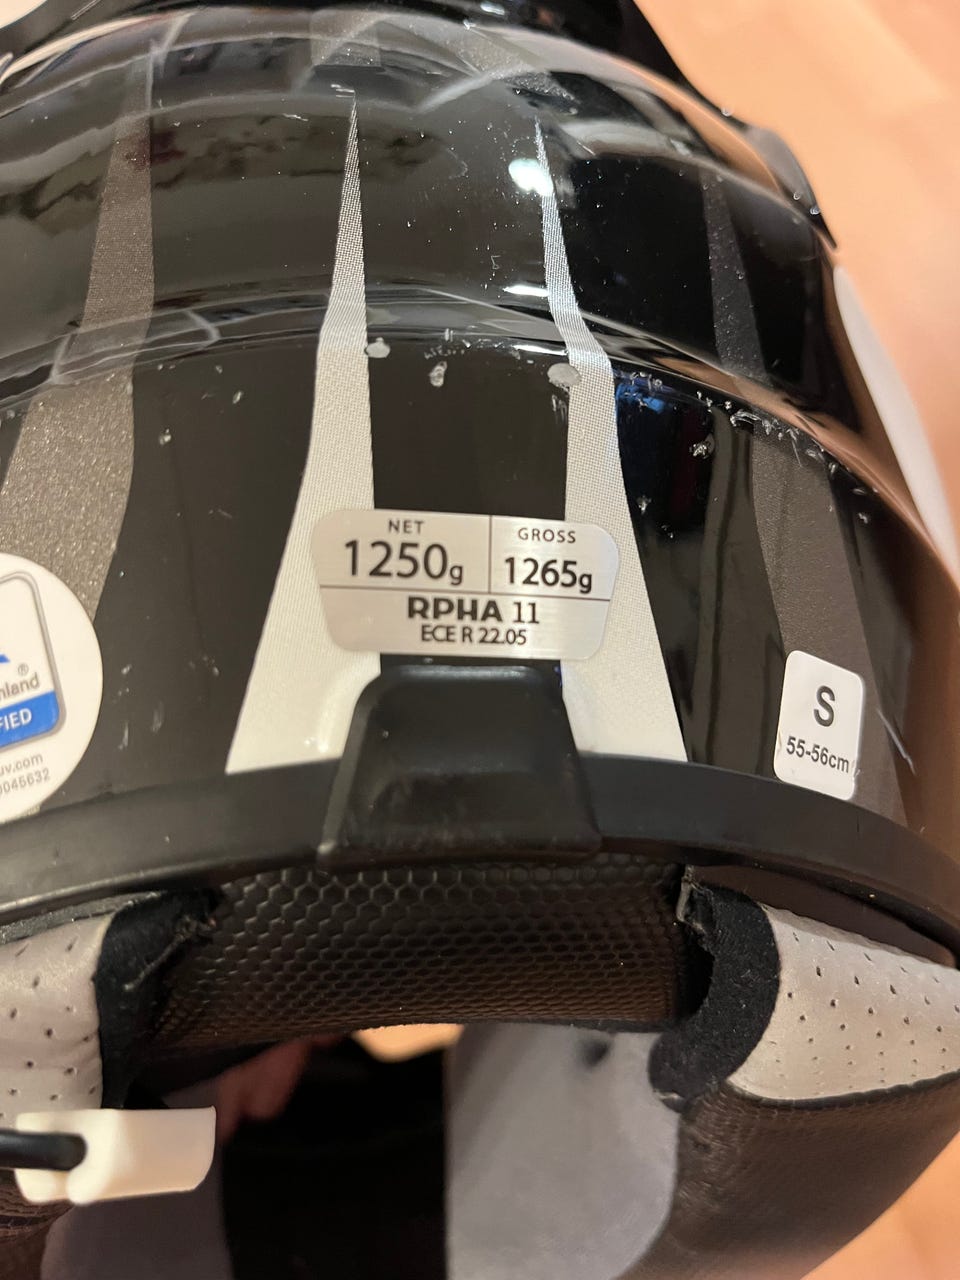 NET
1250g
GROSS
1265g
RPHA 11
ECE R 22.05
S
55-56cm
®
nland
FIED
uv.com
0045632